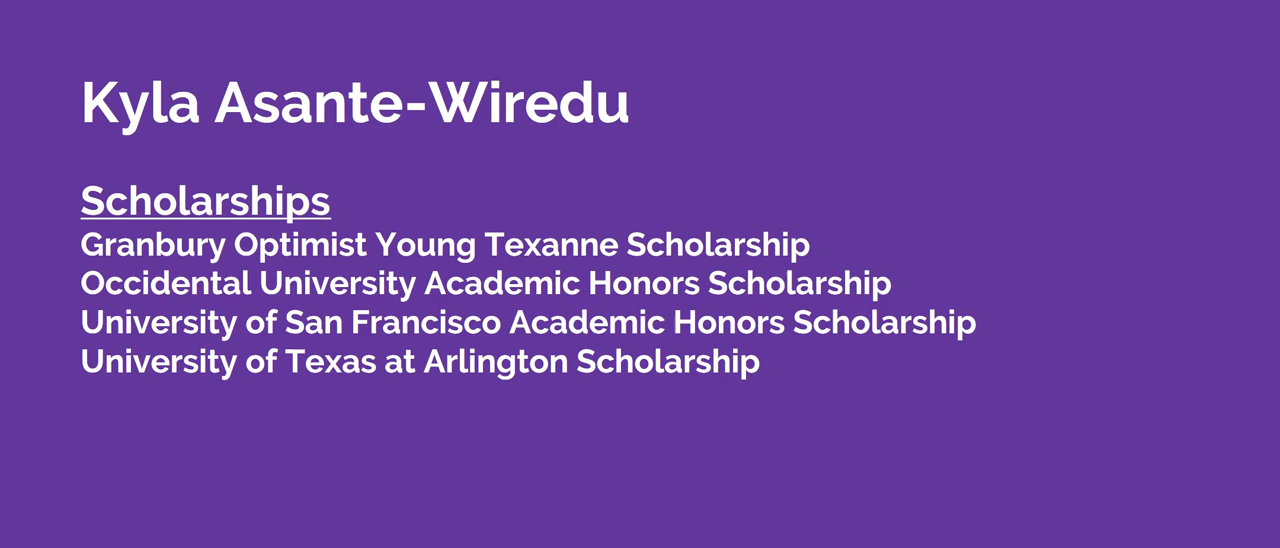 Kyla Asante-Wiredu
Scholarships
Granbury Optimist Young Texanne Scholarship
Occidental University Academic Honors Scholarship
University of San Francisco Academic Honors Scholarship
University of Texas at Arlington Scholarship